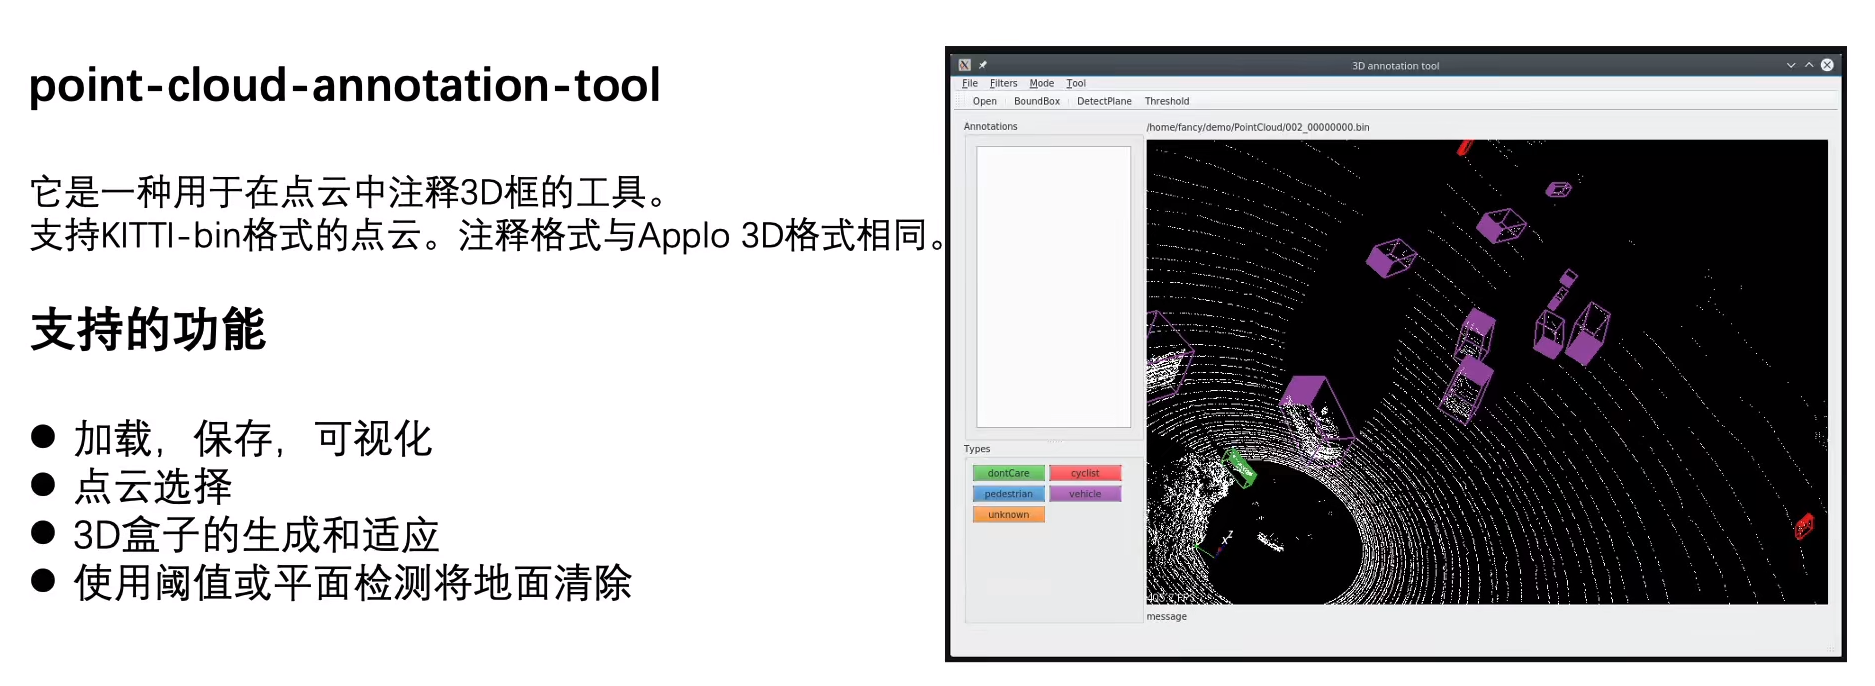 point-cloud-annotation-tool
它是一种用于在点云中注释3D框的工具。
支持KITTI-bin格式的点云。注释格式与Applo 3D格式相同。
支持的功能
● 加载，保存，可视化
● 点云选择
● 3D盒子的生成和适应
● 使用阈值或平面检测将地面清除
3D annotation tool
File Filters Mode Tool
Open BoundBox DetectPlane Threshold
Annotations
/home/fancy/demo/PointCloud/002_00000000.bin
Types
dontCare cyclist
pedestrian vehicle
unknown
x z
message